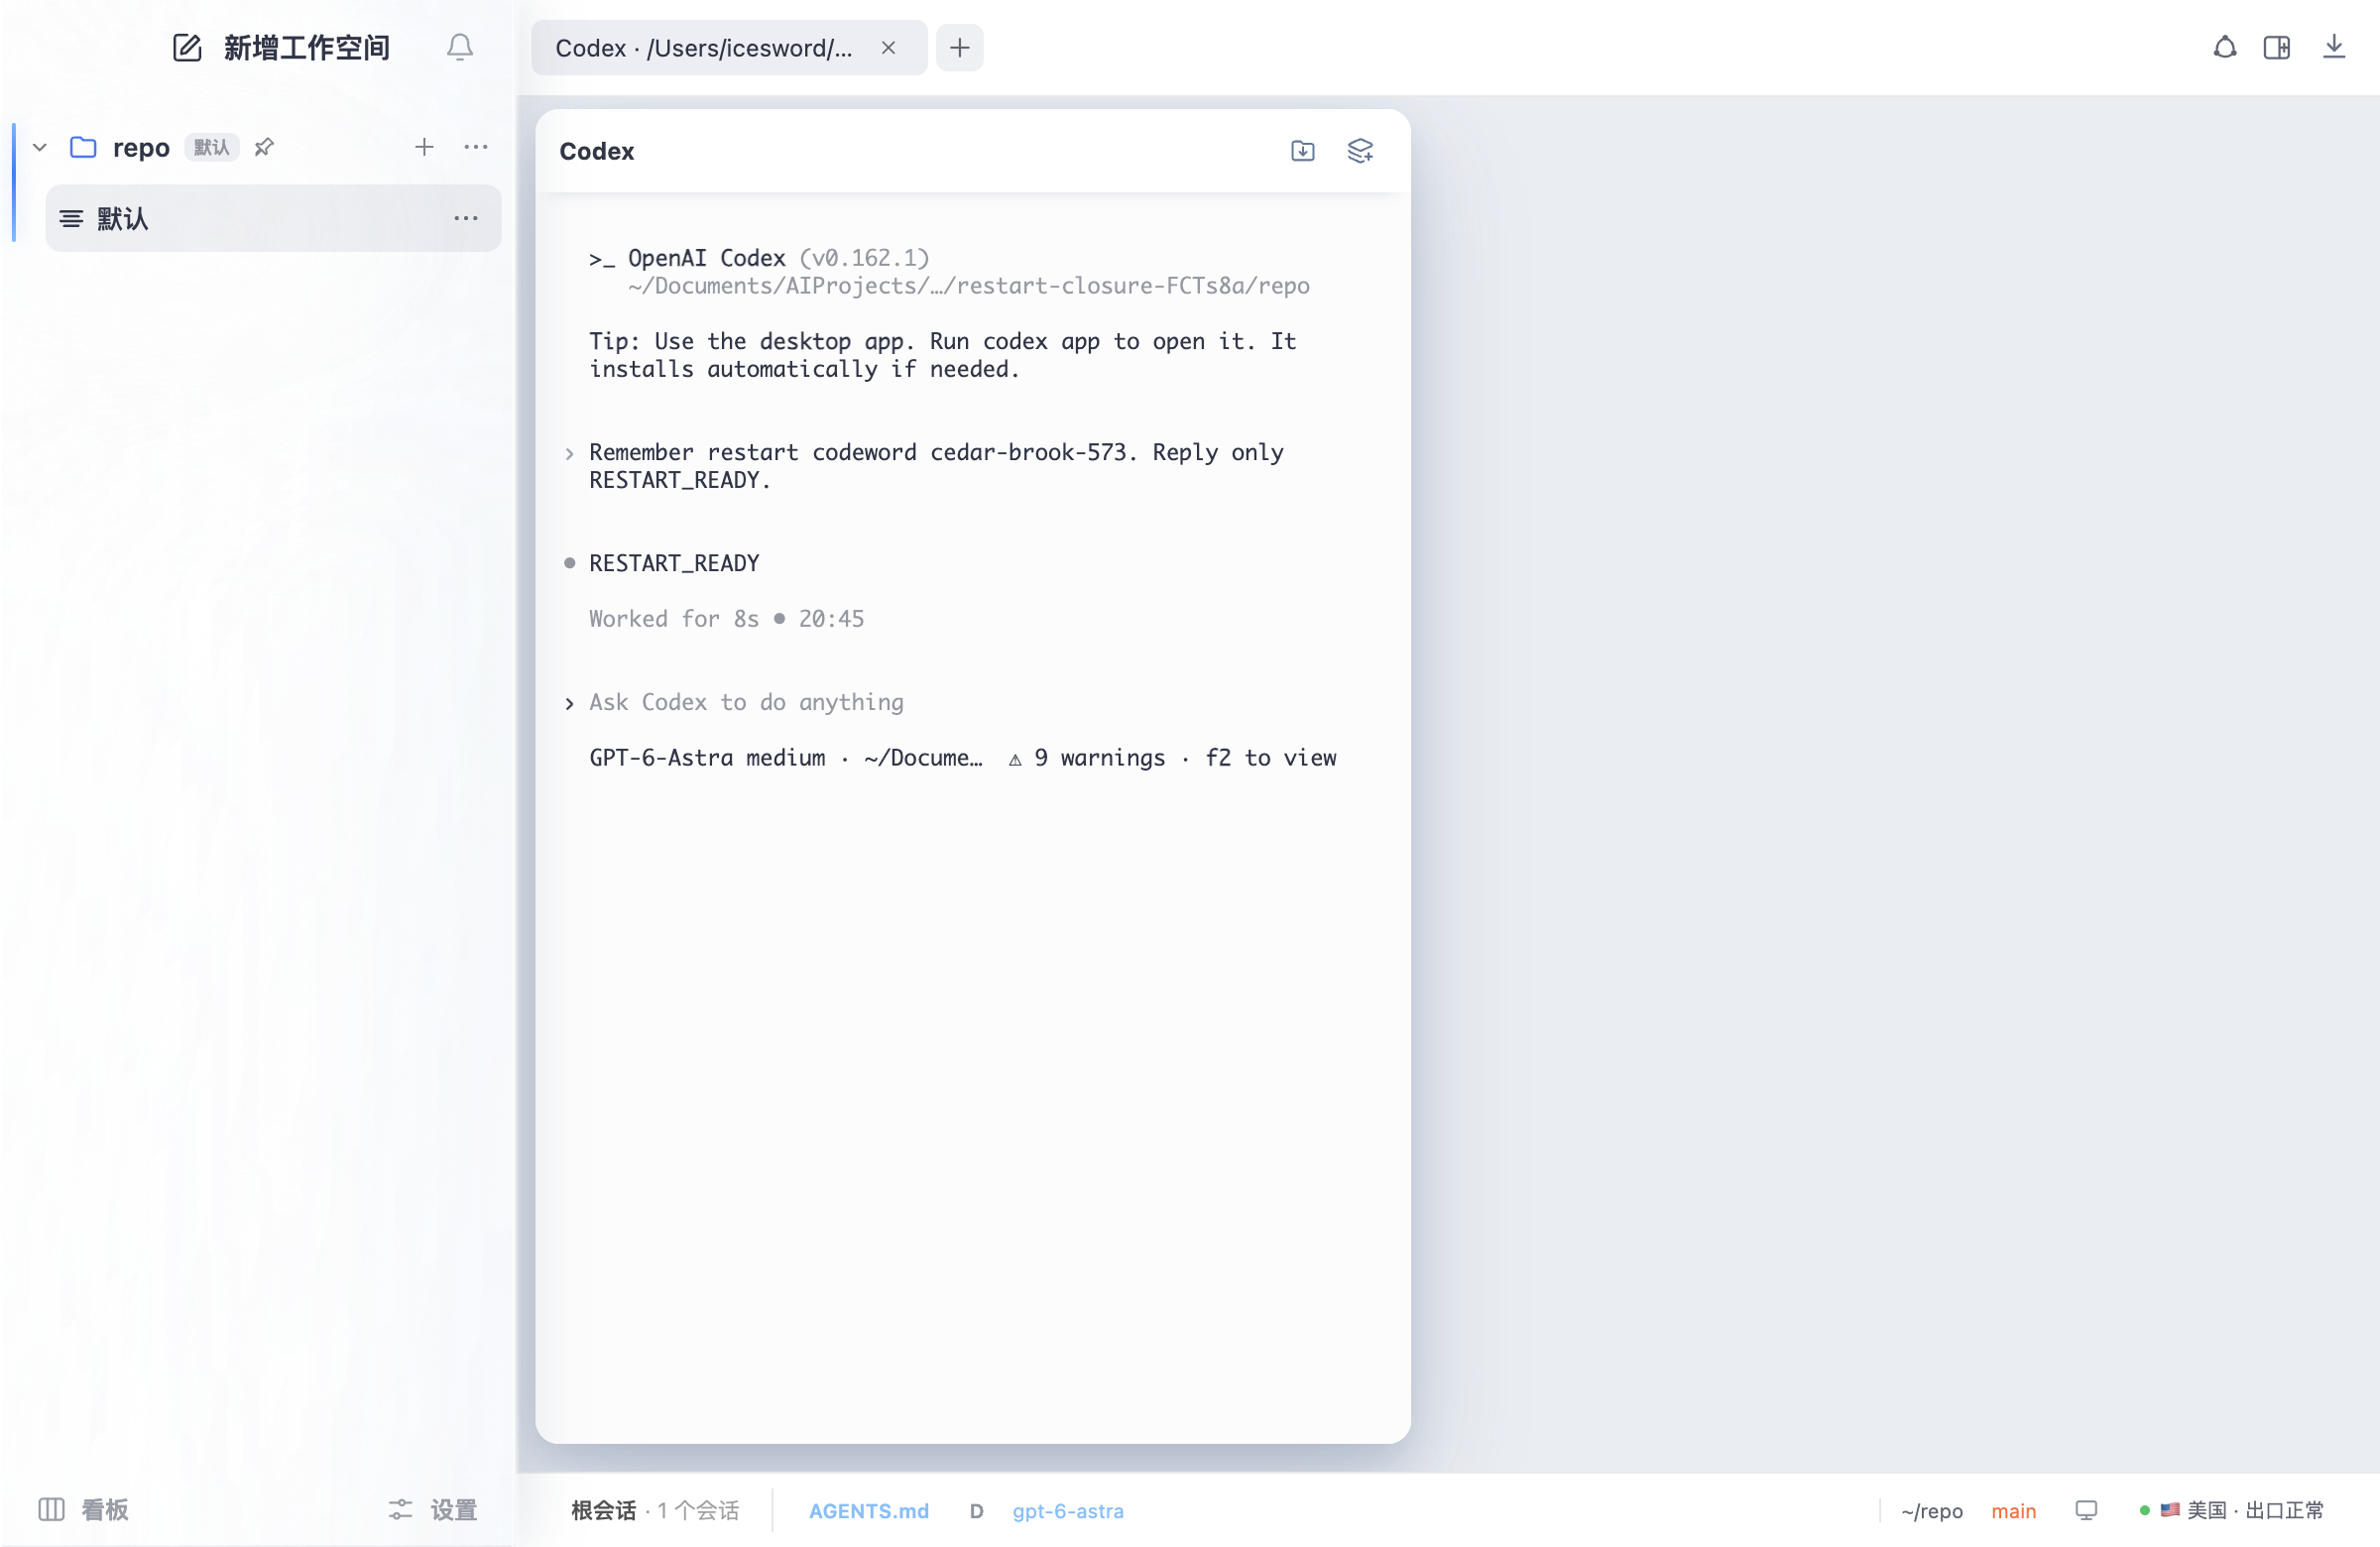 新增工作空间
Codex · /Users/icesword/...
repo 默认
默认
Codex
>_ OpenAI Codex (v0.162.1)
~/Documents/AIProjects/…/restart-closure-FCTs8a/repo
Tip: Use the desktop app. Run codex app to open it. It
installs automatically if needed.
› Remember restart codeword cedar-brook-573. Reply only
RESTART_READY.
• RESTART_READY
Worked for 8s • 20:45
› Ask Codex to do anything
GPT-6-Astra medium · ~/Docume… ⚠ 9 warnings · f2 to view
看板
设置
根会话 · 1 个会话
AGENTS.md
D
gpt-6-astra
~/repo
main
🇺🇸 美国 · 出口正常